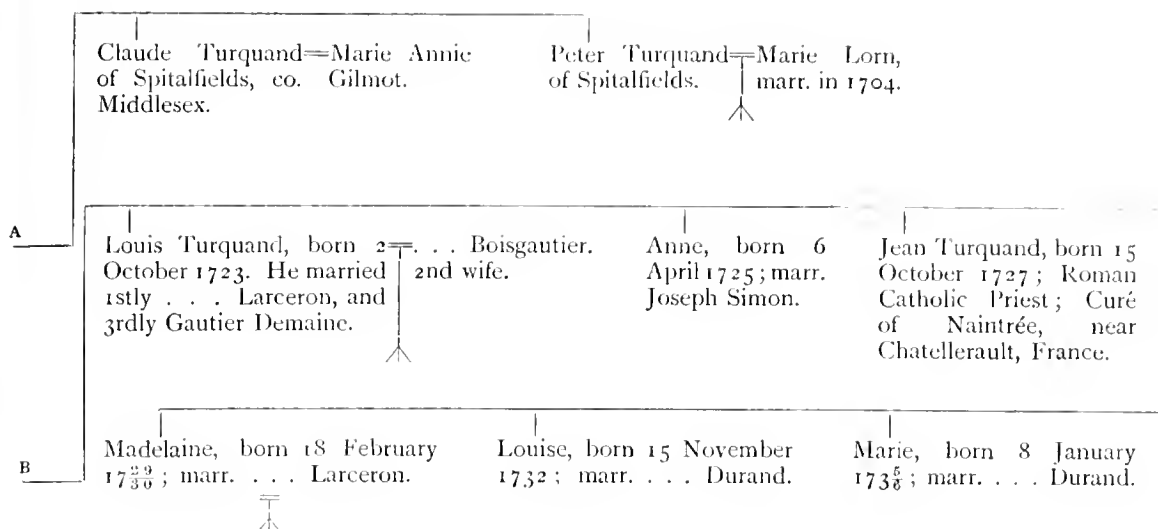 Claude Turquand=Marie Annie
of Spitalfields, co. Gilmot.
Middlesex.
Peter Turquand=Marie Lorn,
of Spitalfields. marr. in 1704.
A
Louis Turquand, born 2=. . . Boisgautier.
October 1723. He married 2nd wife.
1stly . . . Larceron, and
3rdly Gautier Demaine.
Anne, born 6
April 1725; marr.
Joseph Simon.
Jean Turquand, born 15
October 1727; Roman
Catholic Priest; Curé
of Naintrée, near
Chatellerault, France.
B
Madelaine, born 18 February
17 29/30; marr. . . . Larceron.
Louise, born 15 November
1732; marr. . . . Durand.
Marie, born 8 January
173 5/6; marr. . . . Durand.